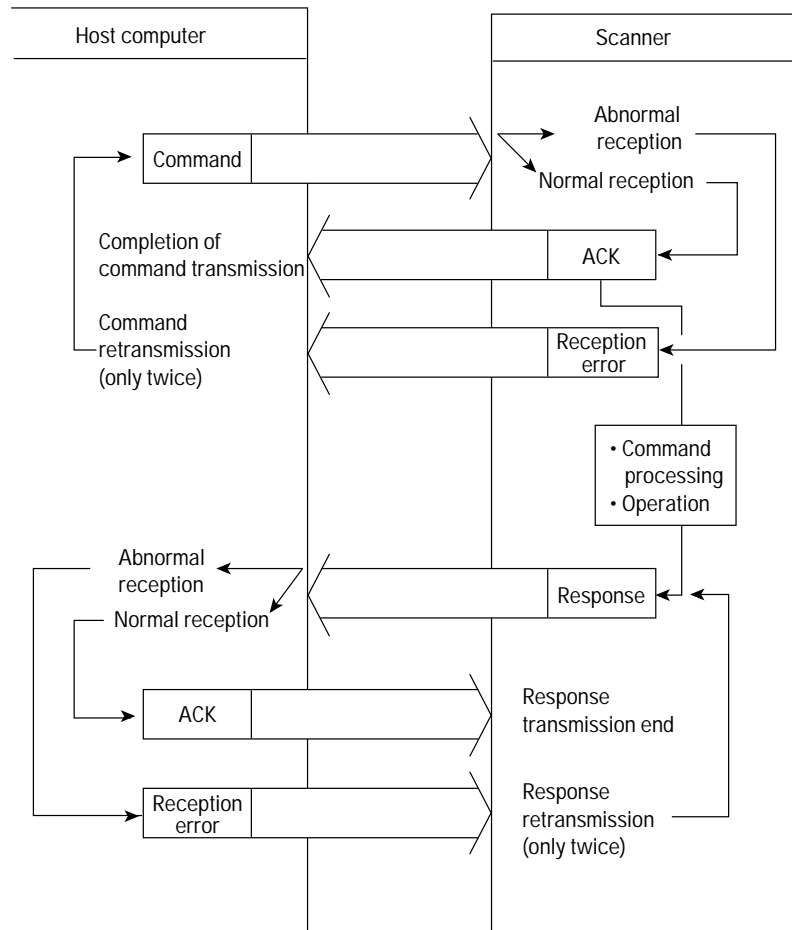 Host computer
Scanner
Command
Abnormal
reception
Normal reception
Completion of
command transmission
ACK
Command
retransmission
(only twice)
Reception
error
• Command
processing
• Operation
Abnormal
reception
Normal reception
Response
ACK
Response
transmission end
Reception
error
Response
retransmission
(only twice)